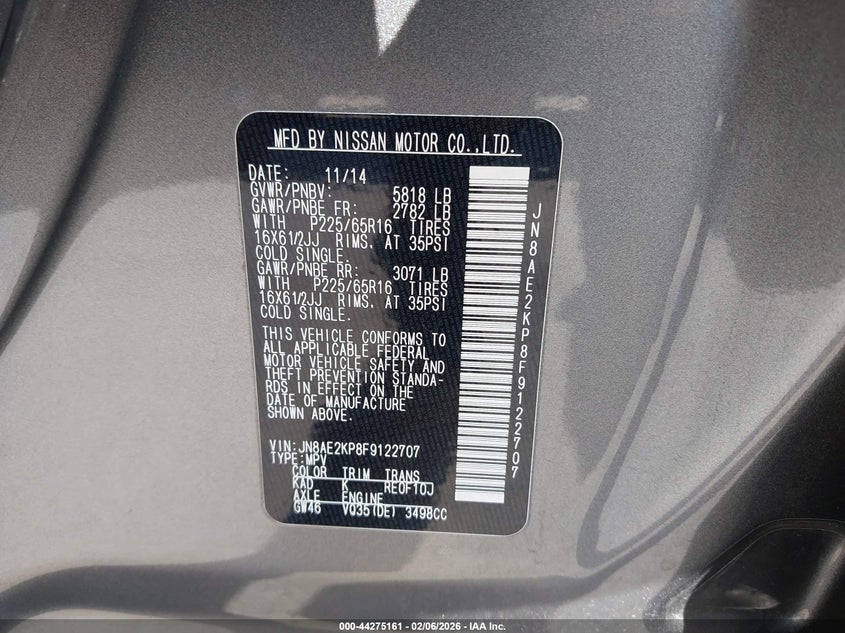 MFD BY NISSAN MOTOR CO.,LTD.
DATE: 11/14
GVWR/PNBV: 5818 LB
GAWR/PNBE FR: 2782 LB
WITH P225/65R16 TIRES
16X61/2JJ RIMS. AT 35PSI
COLD SINGLE.
GAWR/PNBE RR: 3071 LB
WITH P225/65R16 TIRES
16X61/2JJ RIMS. AT 35PSI
COLD SINGLE.
THIS VEHICLE CONFORMS TO
ALL APPLICABLE FEDERAL
MOTOR VEHICLE SAFETY AND
THEFT PREVENTION STANDA-
RDS IN EFFECT ON THE
DATE OF MANUFACTURE
SHOWN ABOVE.
VIN:JN8AE2KP8F9122707
TYPE:MPV
COLOR TRIM TRANS
KAD K RE0F10J
AXLE ENGINE
GW46 VQ35(DE) 3498CC
JN8AE2KP8F9122707
000-44275161 - 02/06/2026 - IAA Inc.